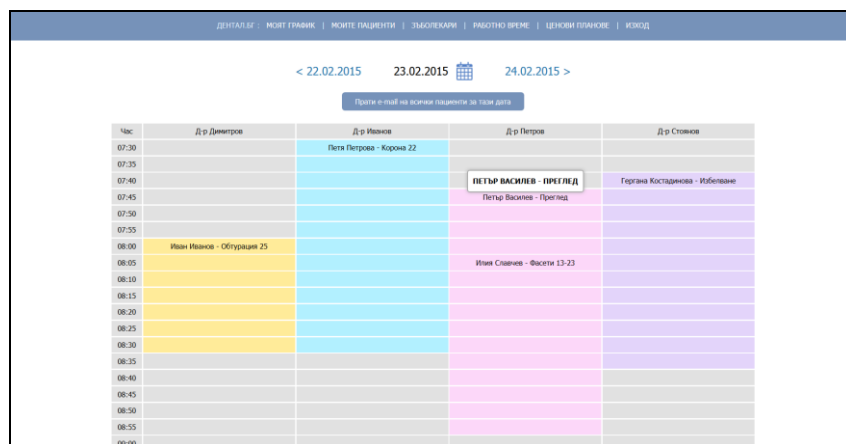 ДЕНТАЛ.БГ : МОЯТ ГРАФИК | МОИТЕ ПАЦИЕНТИ | ЗЪБОЛЕКАРИ | РАБОТНО ВРЕМЕ | ЦЕНОВИ ПЛАНОВЕ | ИЗХОД
< 22.02.2015 23.02.2015 24.02.2015 >
Прати e-mail на всички пациенти за тази дата
Час Д-р Димитров Д-р Иванов Д-р Петров Д-р Стоянов
07:30 Петя Петрова - Корона 22
07:35
07:40 ПЕТЪР ВАСИЛЕВ - ПРЕГЛЕД Гергана Костадинова - Избелване
07:45 Петър Василев - Преглед
07:50
07:55
08:00 Иван Иванов - Обтурация 25
08:05 Илия Славчев - Фасети 13-23
08:10
08:15
08:20
08:25
08:30
08:35
08:40
08:45
08:50
08:55
09:00